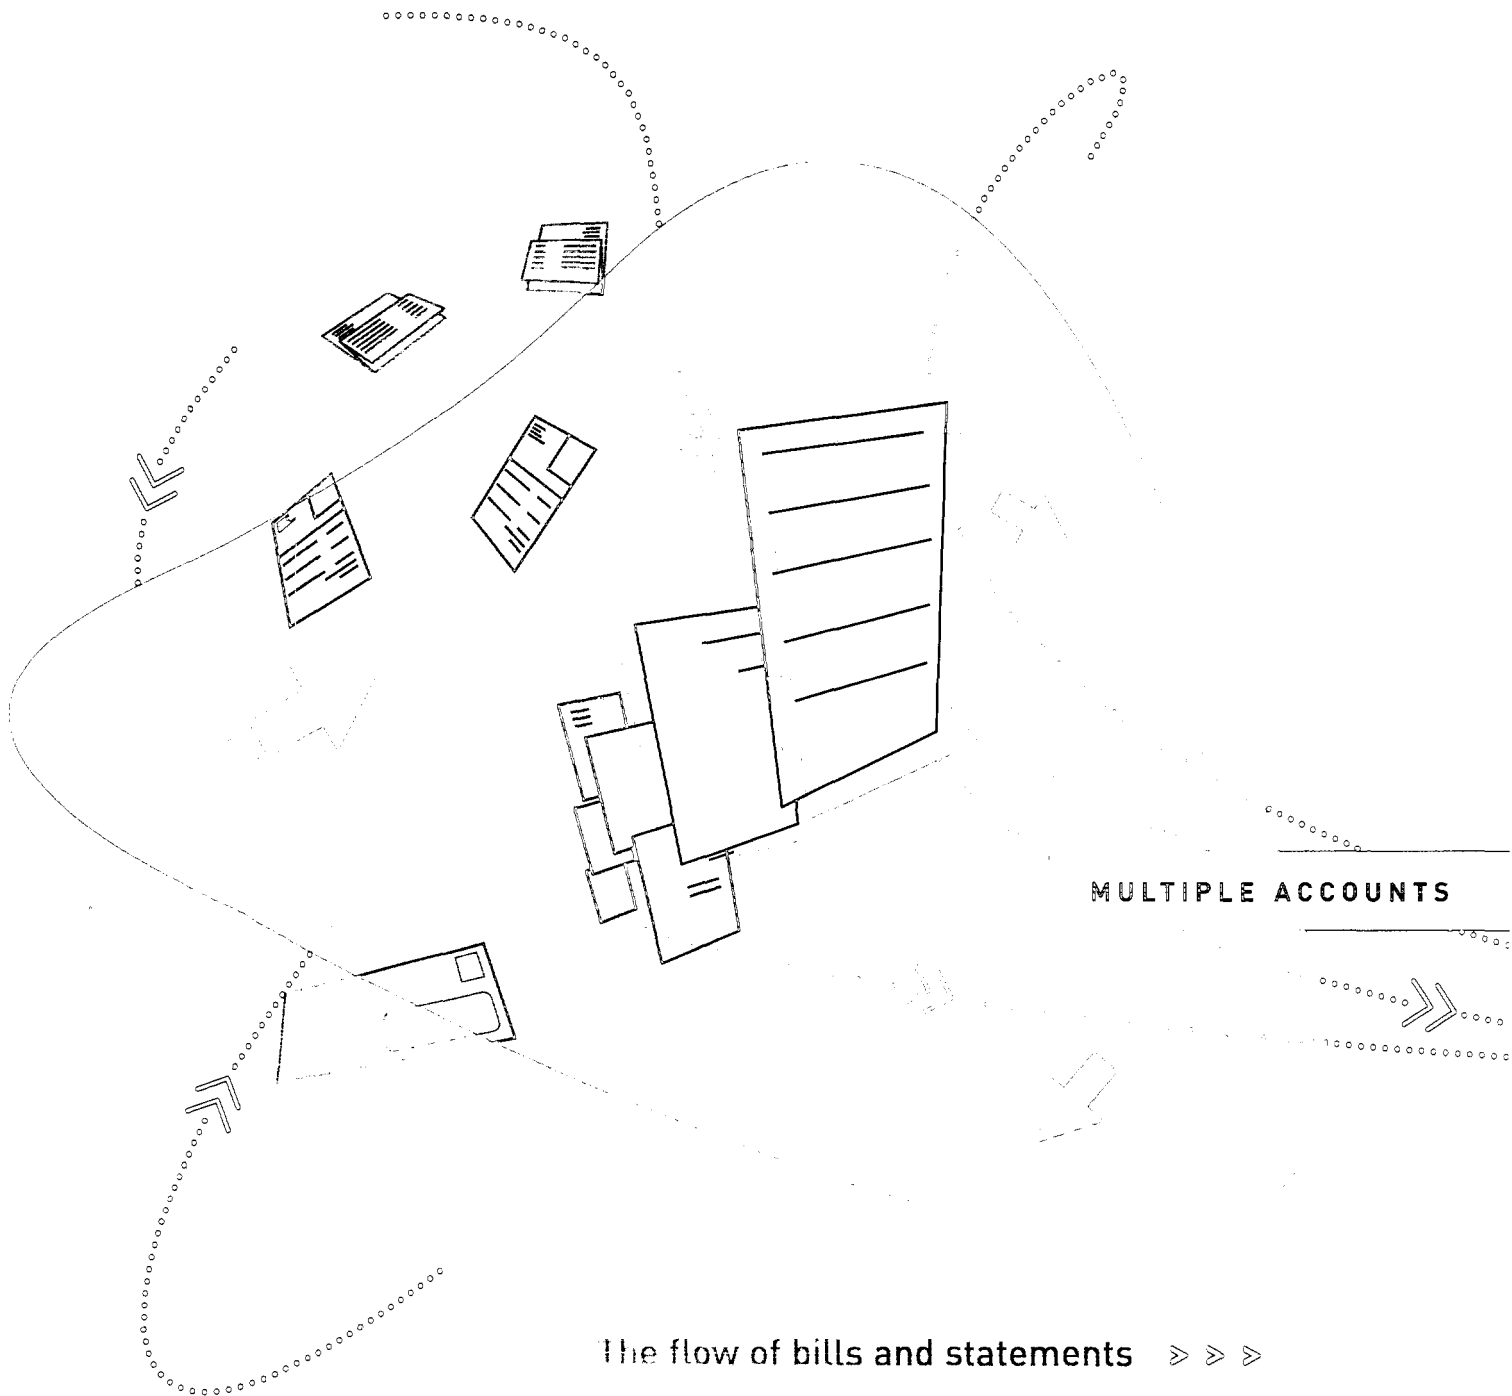 MULTIPLE ACCOUNTS
The flow of bills and statements > > >